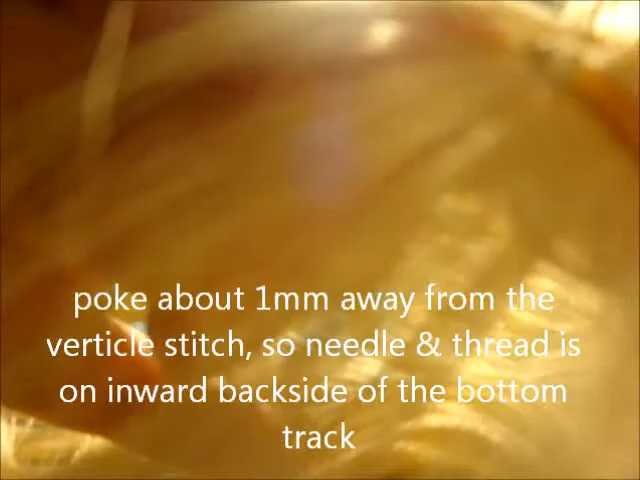 poke about 1mm away from the
verticle stitch, so needle & thread is
on inward backside of the bottom
track